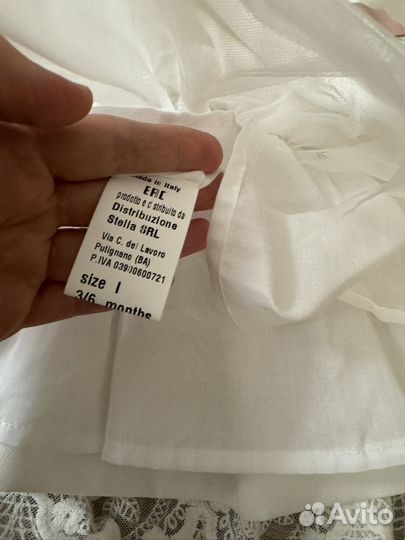 Made in Italy
EAC
prodotto e distribuito da
Distribuzione
Stella SRL
Via C. del Lavoro
Putignano (BA)
P.IVA 03900600721
size I
3/6 months
Avito